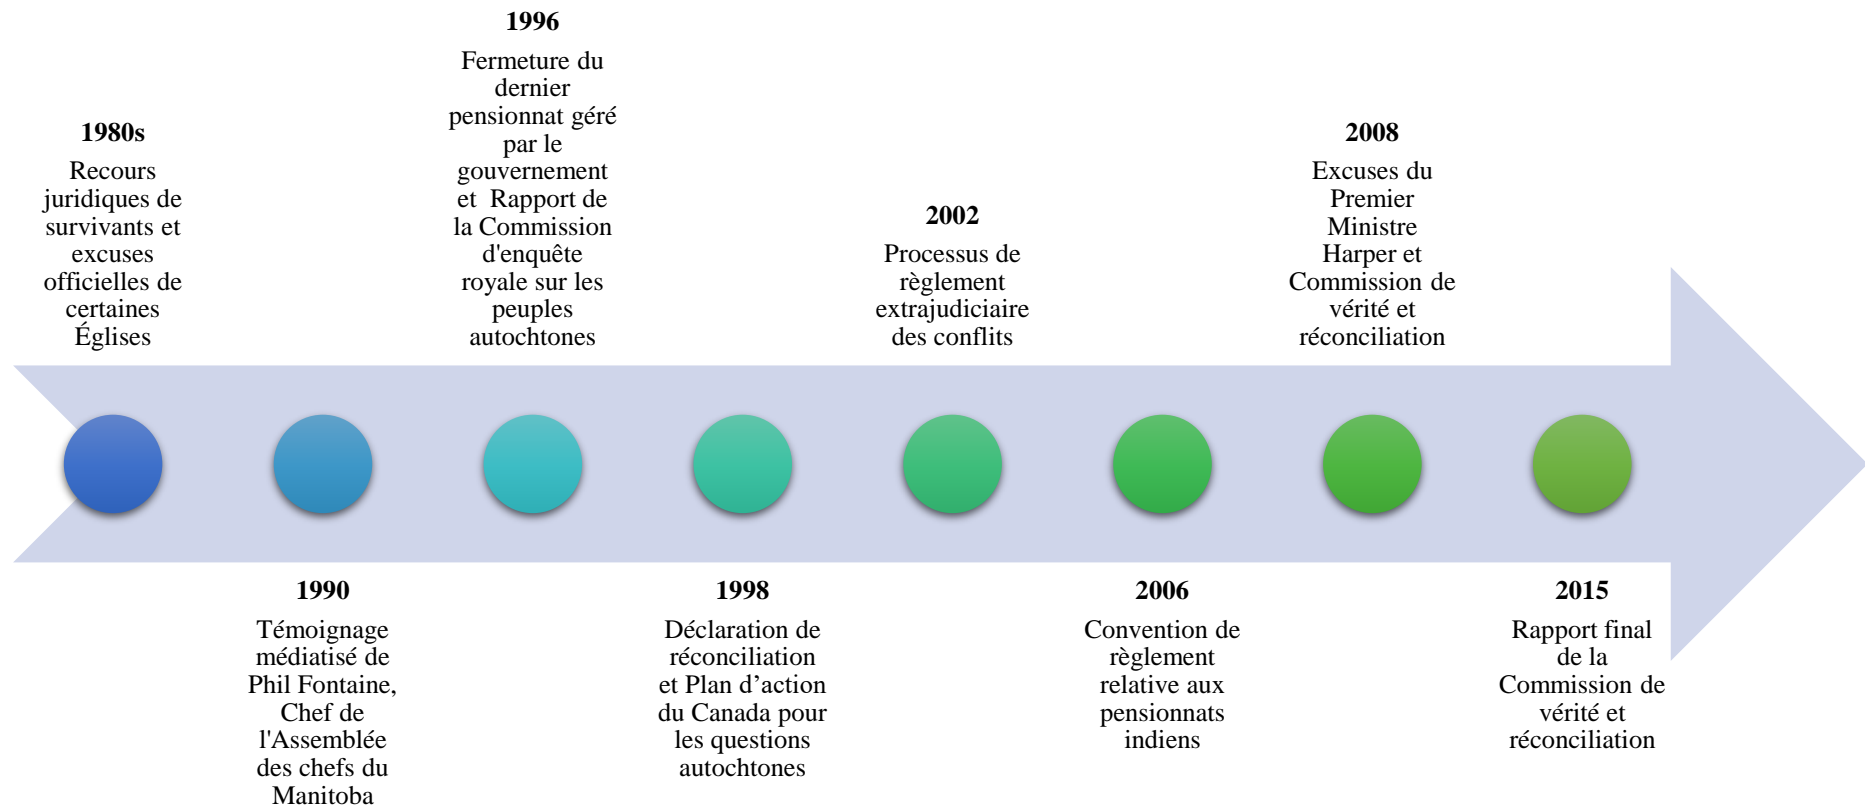 1980s
Recours
juridiques de
survivants et
excuses
officielles de
certaines
Églises
1990
Témoignage
médiatisé de
Phil Fontaine,
Chef de
l'Assemblée
des chefs du
Manitoba
1996
Fermeture du
dernier
pensionnat géré
par le
gouvernement
et  Rapport de
la Commission
d'enquête
royale sur les
peuples
autochtones
1998
Déclaration de
réconciliation
et Plan d’action
du Canada pour
les questions
autochtones
2002
Processus de
règlement
extrajudiciaire
des conflits
2006
Convention de
règlement
relative aux
pensionnats
indiens
2008
Excuses du
Premier
Ministre
Harper et
Commission de
vérité et
réconciliation
2015
Rapport final
de la
Commission de
vérité et
réconciliation